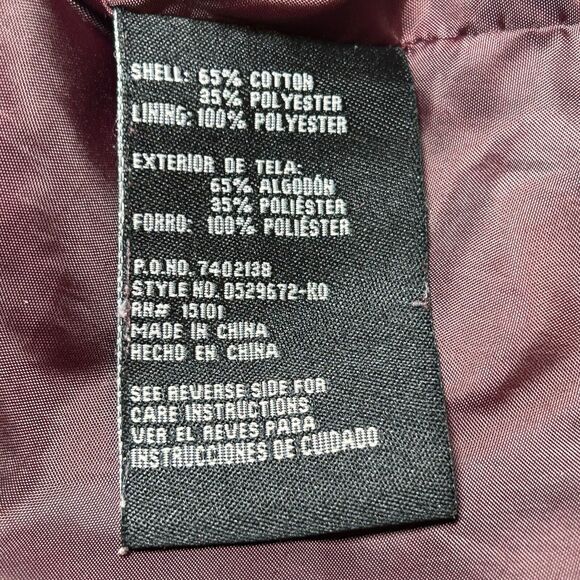 SHELL: 65% COTTON
35% POLYESTER
LINING: 100% POLYESTER
EXTERIOR DE TELA:
65% ALGODÓN
35% POLIÉSTER
FORRO: 100% POLIÉSTER
P.O.NO. 7402138
STYLE NO. D529672-KO
RN# 15101
MADE IN CHINA
HECHO EN CHINA
SEE REVERSE SIDE FOR
CARE INSTRUCTIONS
VER EL REVES PARA
INSTRUCCIONES DE CUIDADO